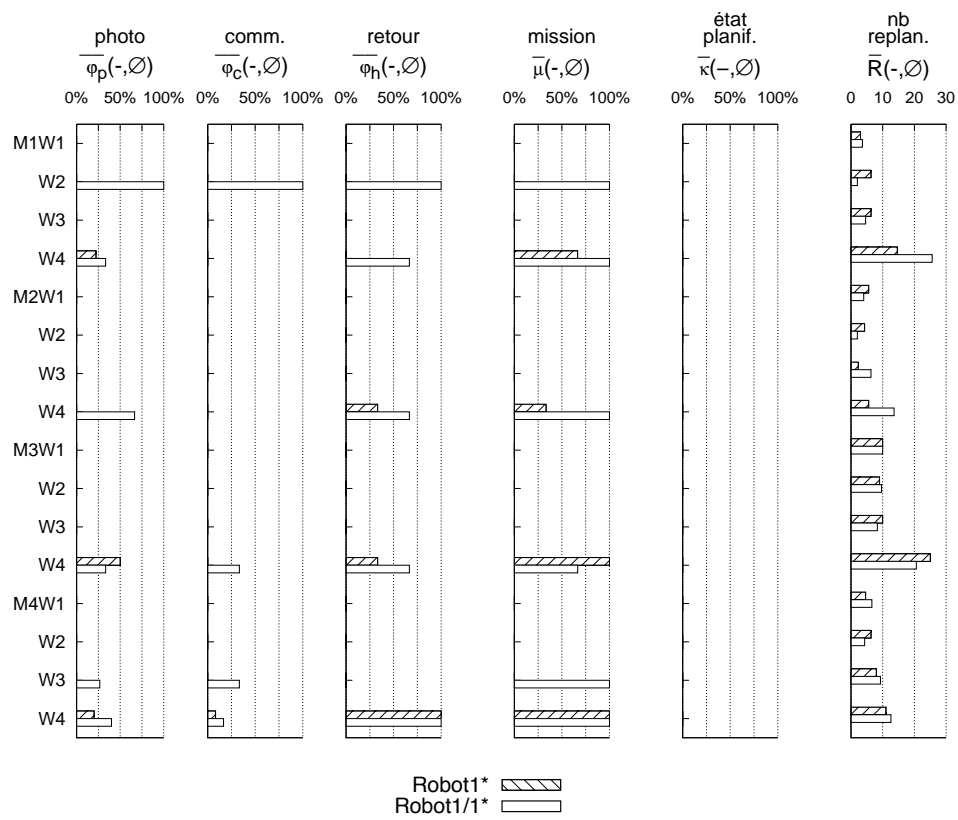 photo comm. retour mission état planif. nb replan.
φp(-,∅) φc(-,∅) φh(-,∅) μ(-,∅) κ(–,∅) R(-,∅)
0% 50% 100% 0% 50% 100% 0% 50% 100% 0% 50% 100% 0% 50% 100% 0 10 20 30
M1W1
W2
W3
W4
M2W1
W2
W3
W4
M3W1
W2
W3
W4
M4W1
W2
W3
W4
Robot1*
Robot1/1*